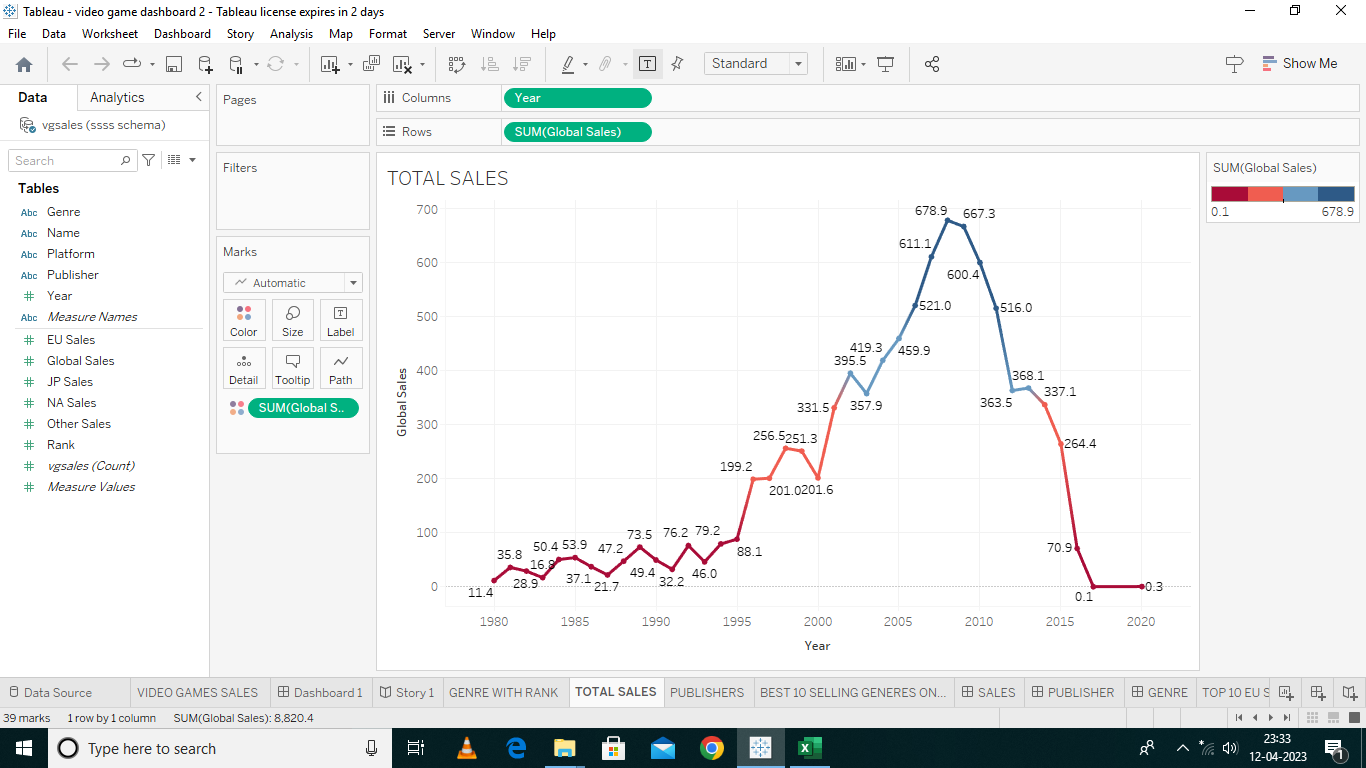 Tableau - video game dashboard 2 - Tableau license expires in 2 days
File Data Worksheet Dashboard Story Analysis Map Format Server Window Help
Standard
Show Me
Data Analytics
vgsales (ssss schema)
Search
Tables
Abc Genre
Abc Name
Abc Platform
Abc Publisher
# Year
Abc Measure Names
# EU Sales
# Global Sales
# JP Sales
# NA Sales
# Other Sales
# Rank
# vgsales (Count)
# Measure Values
Pages
Filters
Marks
Automatic
Color Size Label
Detail Tooltip Path
SUM(Global S..
Columns Year
Rows SUM(Global Sales)
TOTAL SALES
700
600
500
400
300
200
100
0
Global Sales
11.4
35.8
28.9
16.8
50.4
53.9
37.1
21.7
47.2
73.5
49.4
32.2
76.2
46.0
79.2
88.1
199.2
201.0
256.5
251.3
201.6
331.5
395.5
357.9
419.3
459.9
521.0
611.1
678.9
667.3
600.4
516.0
363.5
368.1
337.1
264.4
70.9
0.1
0.3
1980 1985 1990 1995 2000 2005 2010 2015 2020
Year
SUM(Global Sales)
0.1 678.9
Data Source VIDEO GAMES SALES Dashboard 1 Story 1 GENRE WITH RANK TOTAL SALES PUBLISHERS BEST 10 SELLING GENERES ON... SALES PUBLISHER GENRE TOP 10 EU S
39 marks 1 row by 1 column SUM(Global Sales): 8,820.4
Type here to search
23:33
12-04-2023
1